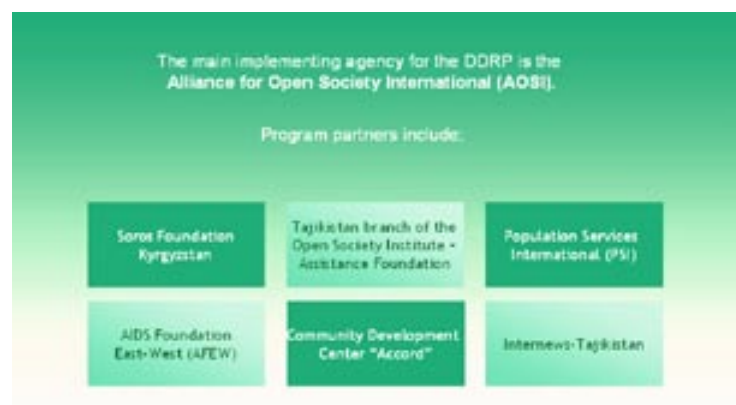 The main implementing agency for the DDRP is the
Alliance for Open Society International (AOSI).
Program partners include:
Soros Foundation
Kyrgyzstan
Tajikistan branch of the
Open Society Institute -
Assistance Foundation
Population Services
International (PSI)
AIDS Foundation
East-West (AFEW)
Community Development
Center "Accord"
Internews-Tajikistan